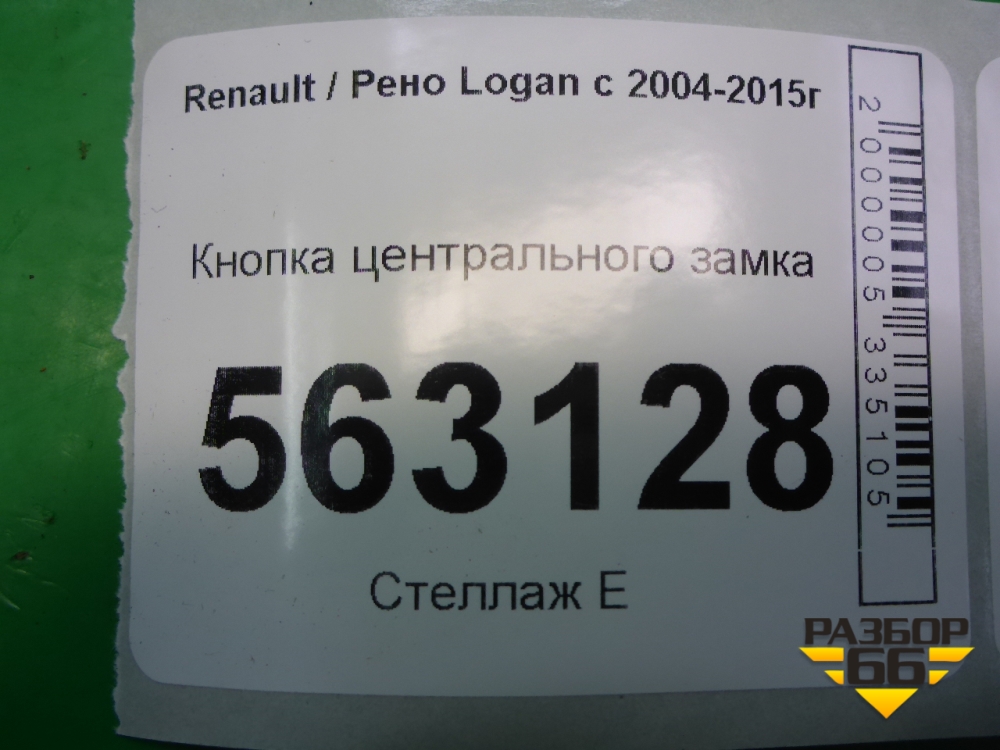 Renault / Рено Logan с 2004-2015г
Кнопка центрального замка
563128
Стеллаж Е
2000005335105
РАЗБОР
66